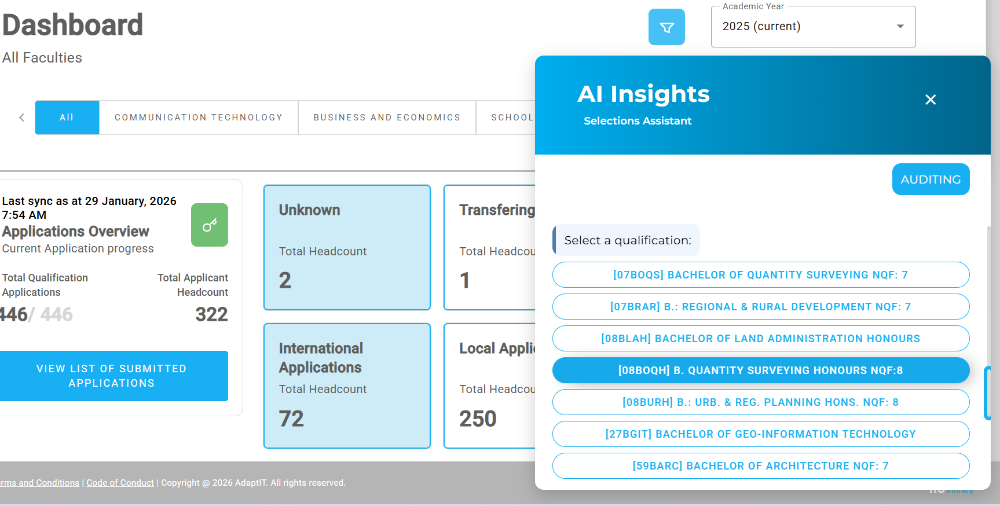 Dashboard
All Faculties
Academic Year
2025 (current)
All
COMMUNICATION TECHNOLOGY
BUSINESS AND ECONOMICS
SCHOOL
Last sync as at 29 January, 2026
7:54 AM
Applications Overview
Current Application progress
Total Qualification
Applications
446/ 446
Total Applicant
Headcount
322
VIEW LIST OF SUBMITTED
APPLICATIONS
Unknown
Total Headcount
2
Transfering
Total Headcou
1
International
Applications
Total Headcount
72
Local Applic
Total Headcou
250
AI Insights
Selections Assistant
AUDITING
Select a qualification:
[07BOQS] BACHELOR OF QUANTITY SURVEYING NQF: 7
[07BRAR] B.: REGIONAL & RURAL DEVELOPMENT NQF: 7
[08BLAH] BACHELOR OF LAND ADMINISTRATION HONOURS
[08BOQH] B. QUANTITY SURVEYING HONOURS NQF:8
[08BURH] B.: URB. & REG. PLANNING HONS. NQF: 8
[27BGIT] BACHELOR OF GEO-INFORMATION TECHNOLOGY
[59BARC] BACHELOR OF ARCHITECTURE NQF: 7
erms and Conditions | Code of Conduct | Copyright @ 2026 AdaptIT. All rights reserved.